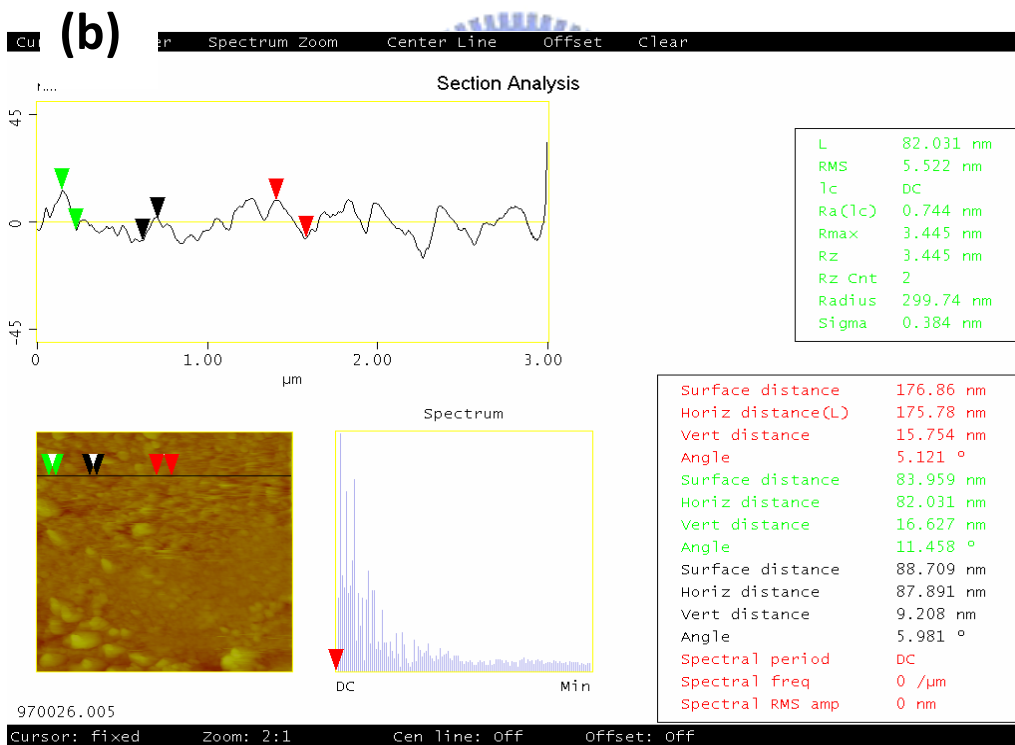 (b)
Spectrum Zoom Center Line Offset Clear
Section Analysis
45
0
-45
0 1.00 2.00 3.00
µm
L 82.031 nm
RMS 5.522 nm
lc DC
Ra(lc) 0.744 nm
Rmax 3.445 nm
Rz 3.445 nm
Rz Cnt 2
Radius 299.74 nm
Sigma 0.384 nm
Surface distance 176.86 nm
Horiz distance(L) 175.78 nm
Vert distance 15.754 nm
Angle 5.121 °
Surface distance 83.959 nm
Horiz distance 82.031 nm
Vert distance 16.627 nm
Angle 11.458 °
Surface distance 88.709 nm
Horiz distance 87.891 nm
Vert distance 9.208 nm
Angle 5.981 °
Spectral period DC
Spectral freq 0 /µm
Spectral RMS amp 0 nm
Spectrum
DC Min
970026.005
Cursor: fixed Zoom: 2:1 Cen line: Off Offset: Off